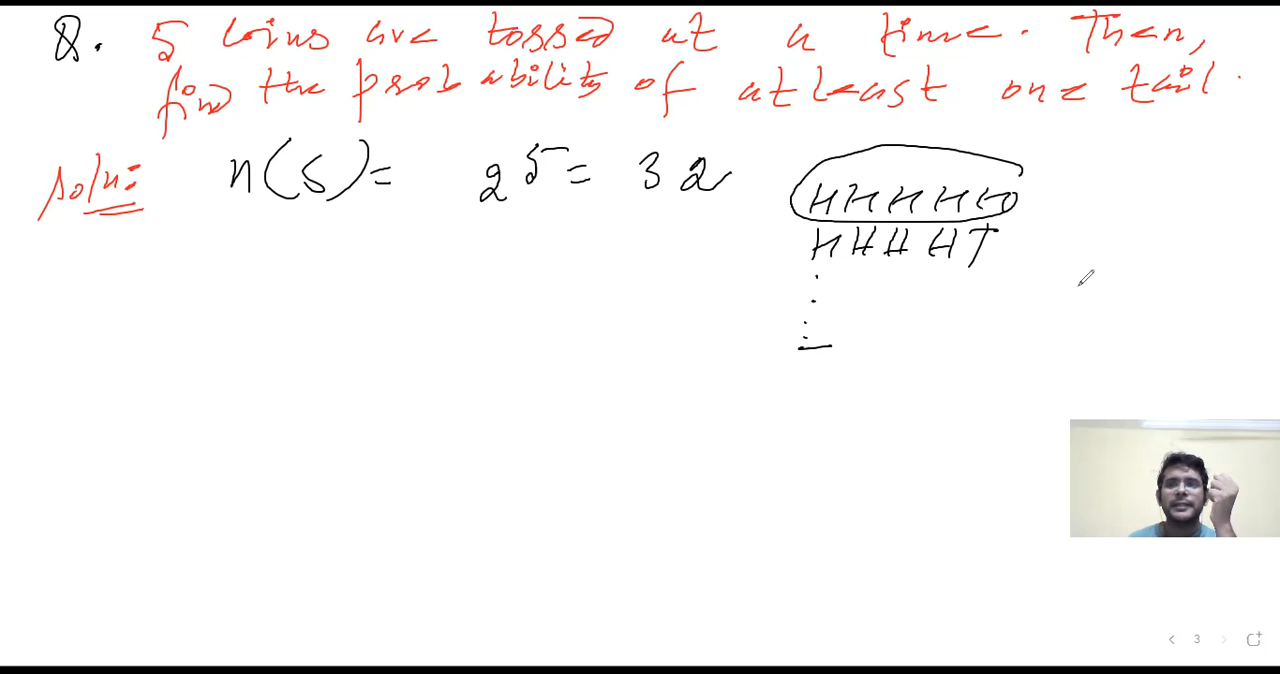 Q. 5 coins are tossed at a time. Then,
find the probability of atleast one tail.
soln:
n(S) = 2^5 = 32
HHHHH
HHHHT
3